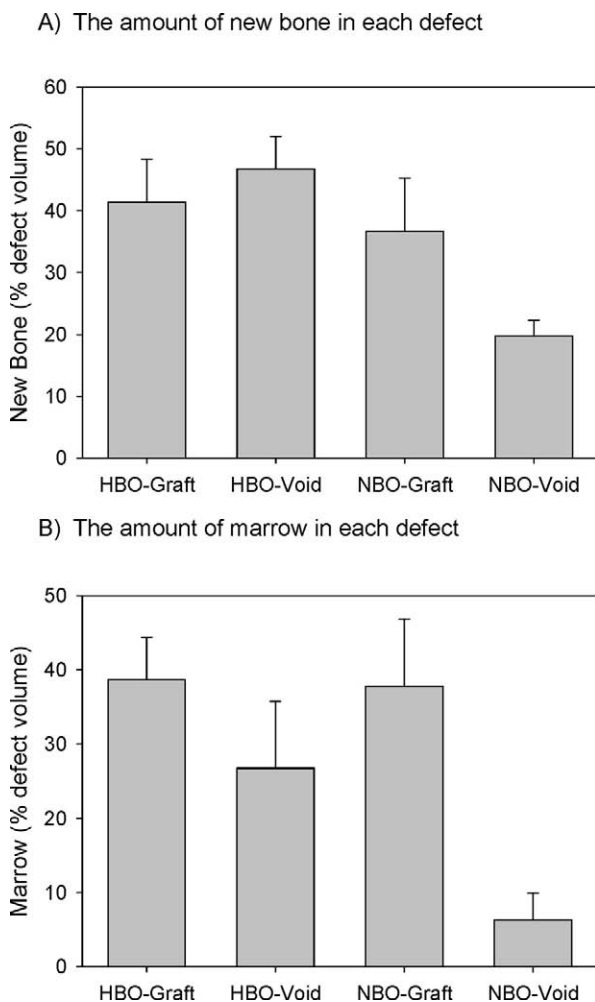 A) The amount of new bone in each defect
New Bone (% defect volume)
60
50
40
30
20
10
0
HBO-Graft HBO-Void NBO-Graft NBO-Void
B) The amount of marrow in each defect
Marrow (% defect volume)
50
40
30
20
10
0
HBO-Graft HBO-Void NBO-Graft NBO-Void